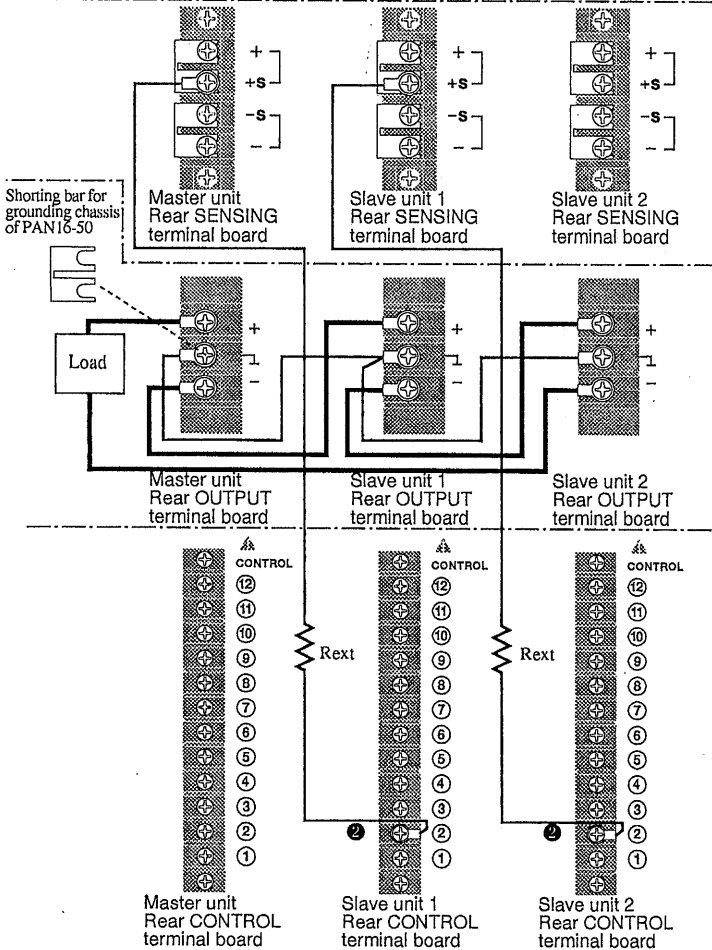 +
+S
-S
-
Master unit
Rear SENSING
terminal board
+
+S
-S
-
Slave unit 1
Rear SENSING
terminal board
+
+S
-S
-
Slave unit 2
Rear SENSING
terminal board
Shorting bar for
grounding chassis
of PAN16-50
Load
+
⊥
-
Master unit
Rear OUTPUT
terminal board
+
⊥
-
Slave unit 1
Rear OUTPUT
terminal board
+
⊥
-
Slave unit 2
Rear OUTPUT
terminal board
CONTROL
⑫
⑪
⑩
⑨
⑧
⑦
⑥
⑤
④
③
②
①
Master unit
Rear CONTROL
terminal board
Rext
❷
CONTROL
⑫
⑪
⑩
⑨
⑧
⑦
⑥
⑤
④
③
②
①
Slave unit 1
Rear CONTROL
terminal board
Rext
❷
CONTROL
⑫
⑪
⑩
⑨
⑧
⑦
⑥
⑤
④
③
②
①
Slave unit 2
Rear CONTROL
terminal board